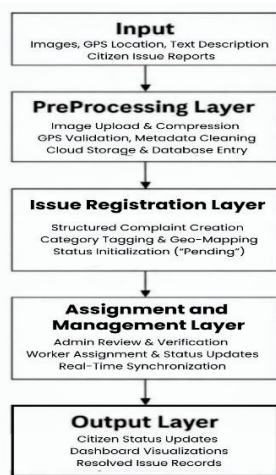 Input
Images, GPS Location, Text Description
Citizen Issue Reports
PreProcessing Layer
Image Upload & Compression
GPS Validation, Metadata Cleaning
Cloud Storage & Database Entry
Issue Registration Layer
Structured Complaint Creation
Category Tagging & Geo-Mapping
Status Initialization (“Pending”)
Assignment and
Management Layer
Admin Review & Verification
Worker Assignment & Status Updates
Real-Time Synchronization
Output Layer
Citizen Status Updates
Dashboard Visualizations
Resolved Issue Records